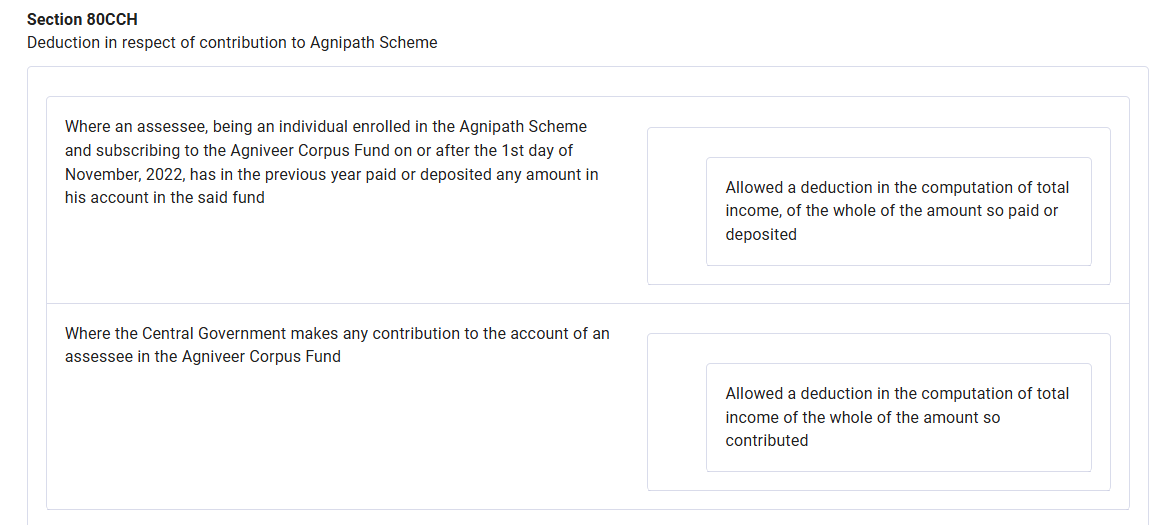 Section 80CCH
Deduction in respect of contribution to Agnipath Scheme
Where an assessee, being an individual enrolled in the Agnipath Scheme
and subscribing to the Agniveer Corpus Fund on or after the 1st day of
November, 2022, has in the previous year paid or deposited any amount in
his account in the said fund
Allowed a deduction in the computation of total
income, of the whole of the amount so paid or
deposited
Where the Central Government makes any contribution to the account of an
assessee in the Agniveer Corpus Fund
Allowed a deduction in the computation of total
income of the whole of the amount so
contributed